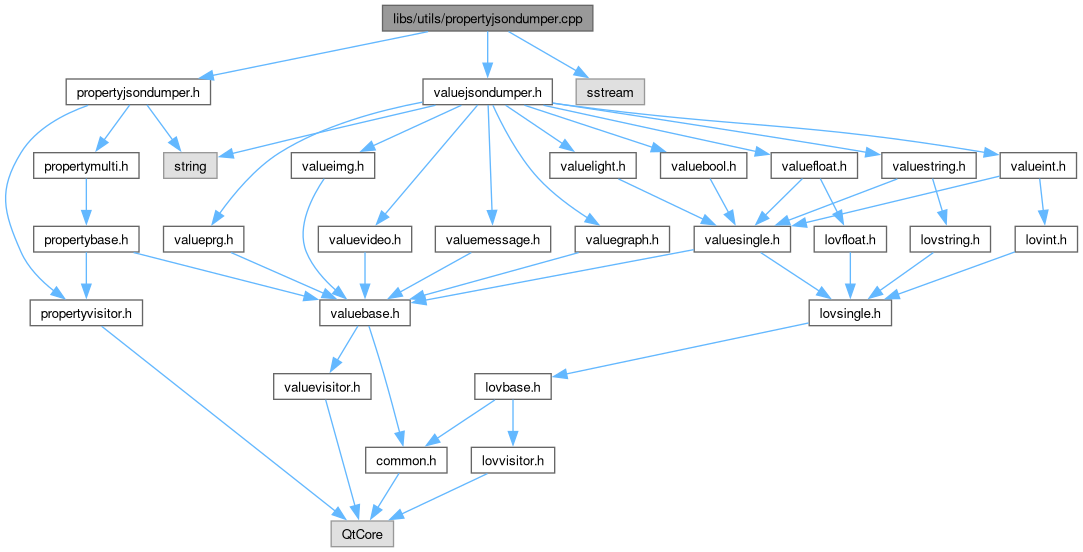 libs/utils/propertyjsondumper.cpp
propertyjsondumper.h
valuejsondumper.h
sstream
propertymulti.h
string
valueimg.h
valuelight.h
valuebool.h
valuefloat.h
valuestring.h
valueint.h
propertybase.h
valueprg.h
valuevideo.h
valuemessage.h
valuegraph.h
valuesingle.h
lovfloat.h
lovstring.h
lovint.h
propertyvisitor.h
valuebase.h
lovsingle.h
valuevisitor.h
lovbase.h
common.h
lovvisitor.h
QtCore